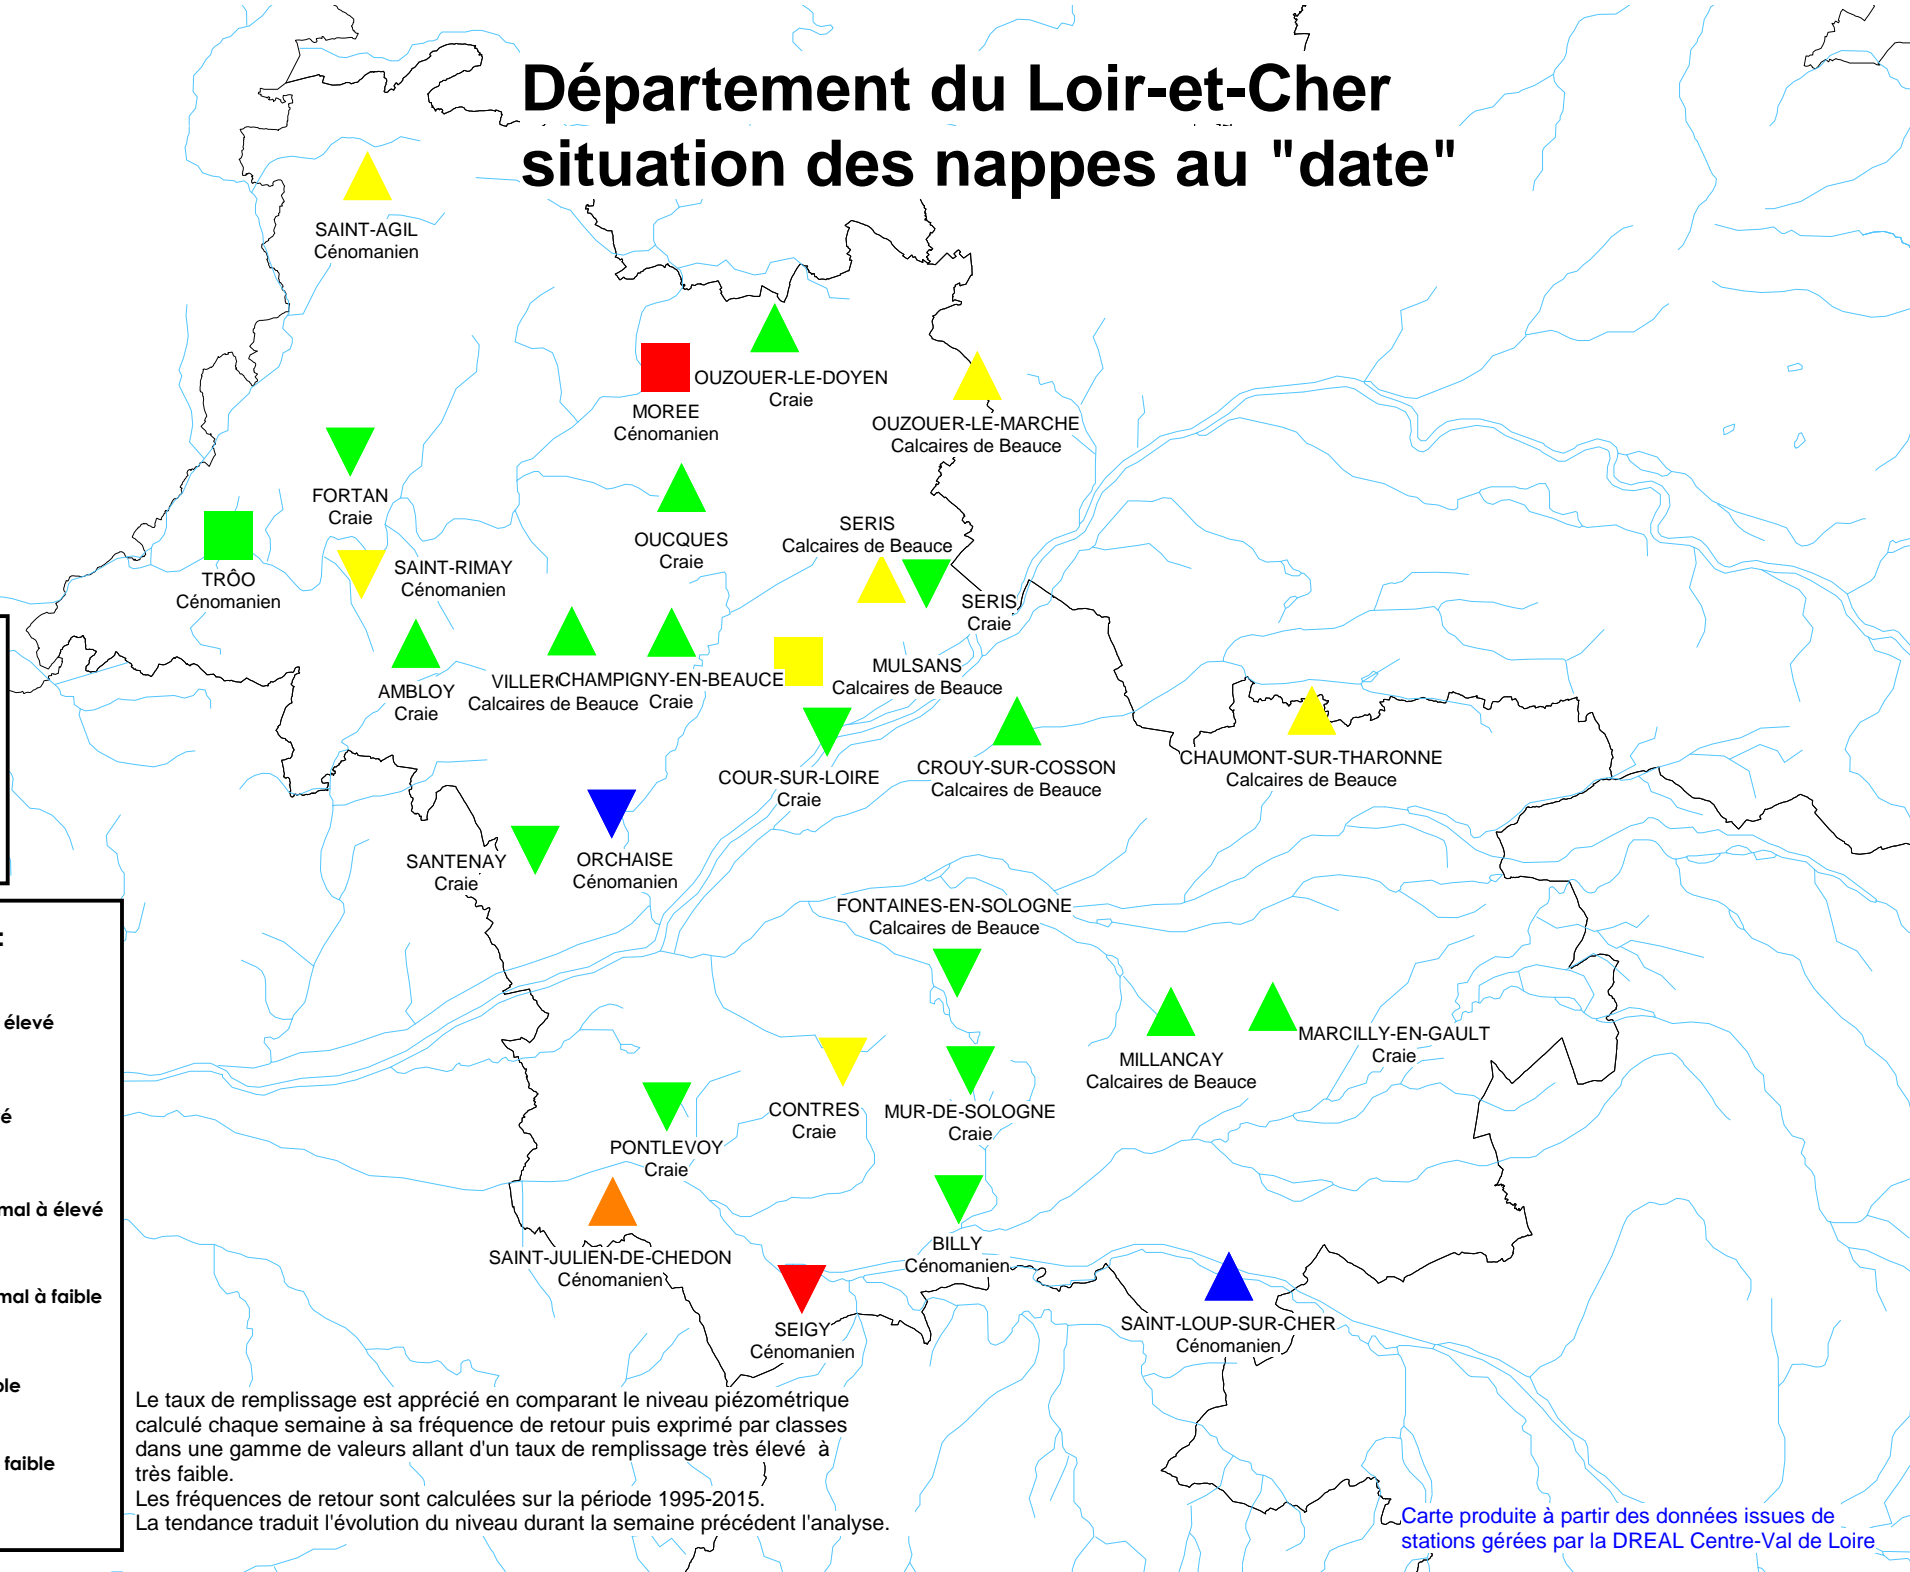 Département du Loir-et-Cher
situation des nappes au "date"
SAINT-AGIL
Cénomanien
OUZOUER-LE-DOYEN
Craie
MOREE
Cénomanien
OUZOUER-LE-MARCHE
Calcaires de Beauce
FORTAN
Craie
OUCQUES
Craie
SERIS
Calcaires de Beauce
TRÔO
Cénomanien
SAINT-RIMAY
Cénomanien
SERIS
Craie
AMBLOY
Craie
Calcaires de Beauce
CHAMPIGNY-EN-BEAUCE
Craie
MULSANS
Calcaires de Beauce
COUR-SUR-LOIRE
Craie
CROUY-SUR-COSSON
Calcaires de Beauce
CHAUMONT-SUR-THARONNE
Calcaires de Beauce
SANTENAY
Craie
ORCHAISE
Cénomanien
FONTAINES-EN-SOLOGNE
Calcaires de Beauce
MILLANCAY
Calcaires de Beauce
MARCILLY-EN-GAULT
Craie
CONTRES
Craie
MUR-DE-SOLOGNE
Craie
PONTLEVOY
Craie
SAINT-JULIEN-DE-CHEDON
Cénomanien
BILLY
Cénomanien
SEIGY
Cénomanien
SAINT-LOUP-SUR-CHER
Cénomanien
:
élevé
é
mal à élevé
mal à faible
ble
faible
Le taux de remplissage est apprécié en comparant le niveau piézométrique
calculé chaque semaine à sa fréquence de retour puis exprimé par classes
dans une gamme de valeurs allant d'un taux de remplissage très élevé à
très faible.
Les fréquences de retour sont calculées sur la période 1995-2015.
La tendance traduit l'évolution du niveau durant la semaine précédent l'analyse.
Carte produite à partir des données issues de
stations gérées par la DREAL Centre-Val de Loire